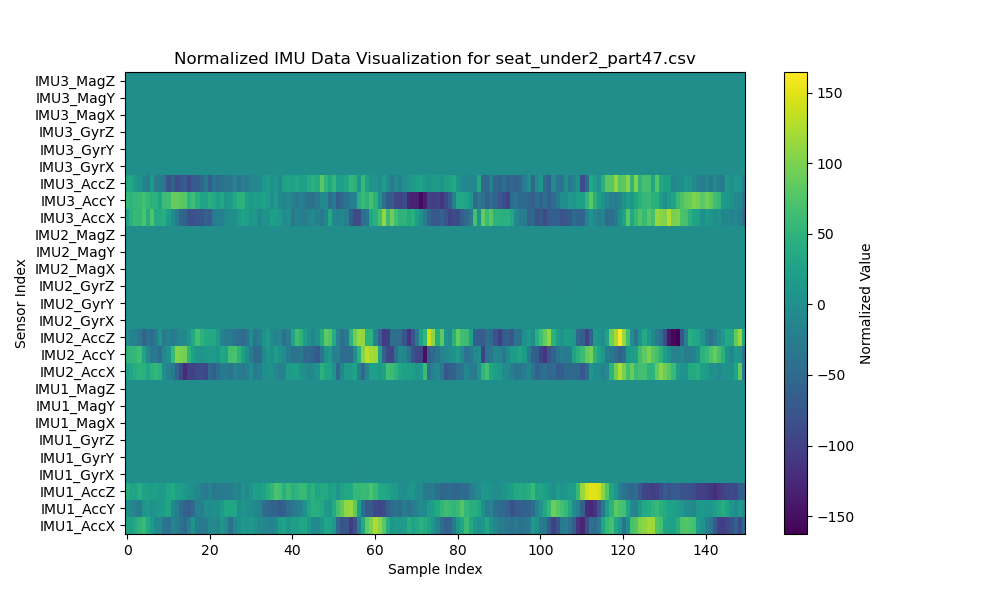 Normalized IMU Data Visualization for seat_under2_part47.csv
IMU3_MagZ
IMU3_MagY
IMU3_MagX
IMU3_GyrZ
IMU3_GyrY
IMU3_GyrX
IMU3_AccZ
IMU3_AccY
IMU3_AccX
IMU2_MagZ
IMU2_MagY
IMU2_MagX
IMU2_GyrZ
IMU2_GyrY
IMU2_GyrX
IMU2_AccZ
IMU2_AccY
IMU2_AccX
IMU1_MagZ
IMU1_MagY
IMU1_MagX
IMU1_GyrZ
IMU1_GyrY
IMU1_GyrX
IMU1_AccZ
IMU1_AccY
IMU1_AccX
Sensor Index
0 20 40 60 80 100 120 140
Sample Index
150
100
50
0
−50
−100
−150
Normalized Value